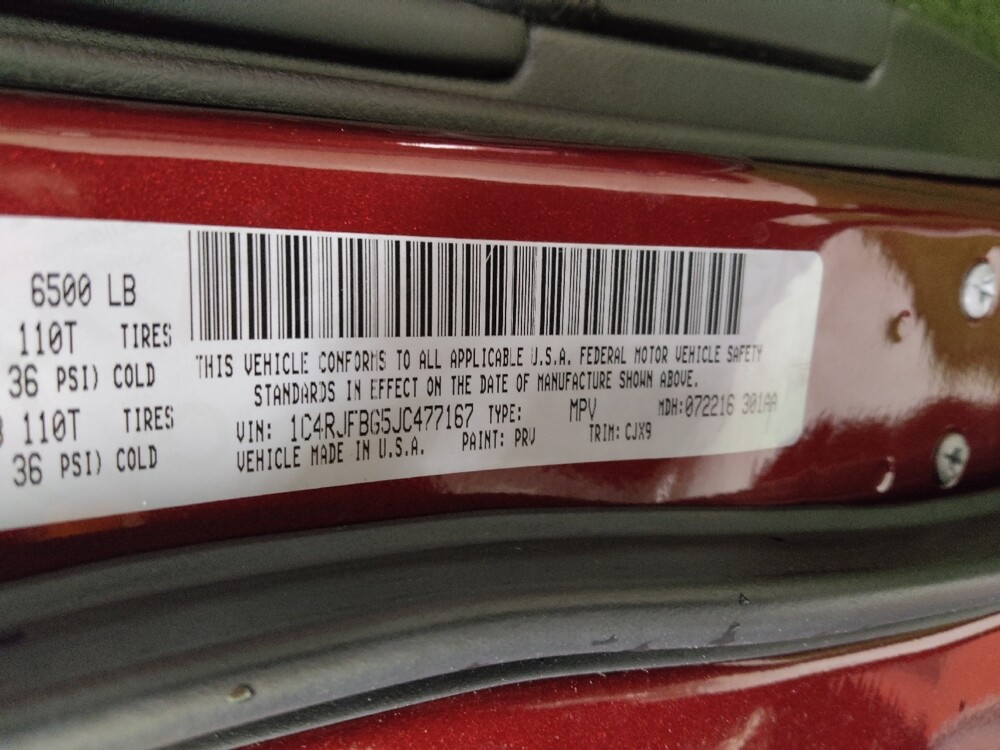 6500 LB
110T TIRES
36 PSI) COLD
110T TIRES
36 PSI) COLD
THIS VEHICLE CONFORMS TO ALL APPLICABLE U.S.A. FEDERAL MOTOR VEHICLE SAFETY
STANDARDS IN EFFECT ON THE DATE OF MANUFACTURE SHOWN ABOVE.
VIN: 1C4RJFBG5JC477167 TYPE: MPV MDH:072216 301AA
VEHICLE MADE IN U.S.A. PAINT: PRV TRIM: CJX9